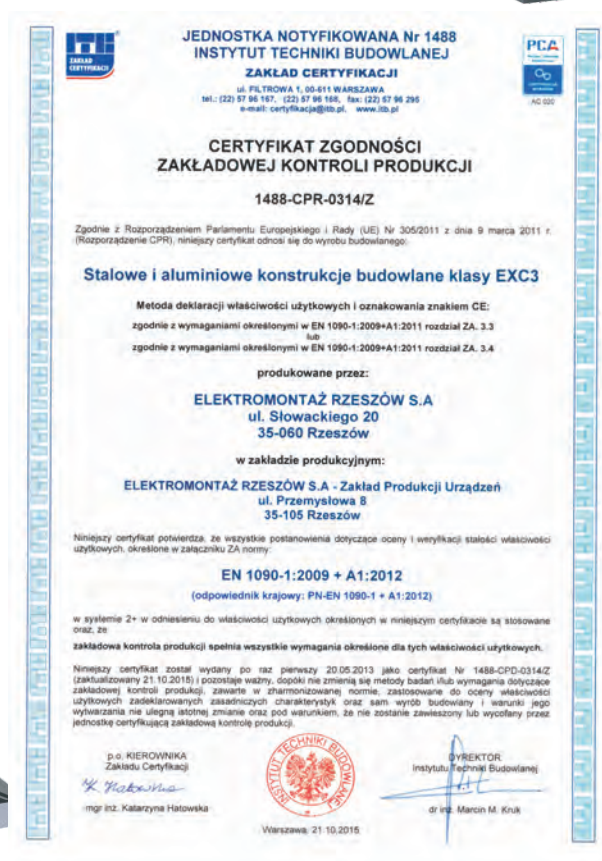 JEDNOSTKA NOTYFIKOWANA Nr 1488
INSTYTUT TECHNIKI BUDOWLANEJ
ZAKŁAD
CERTYFIKACJI
ZAKŁAD CERTYFIKACJI
PCA
ul. FILTROWA 1, 00-611 WARSZAWA
tel.: (22) 57 96 167, (22) 57 96 168, fax: (22) 57 96 295
e-mail: certyfikacja@itb.pl, www.itb.pl
AC 020
CERTYFIKAT ZGODNOŚCI
ZAKŁADOWEJ KONTROLI PRODUKCJI
1488-CPR-0314/Z
Zgodnie z Rozporządzeniem Parlamentu Europejskiego i Rady (UE) Nr 305/2011 z dnia 9 marca 2011 r.
(Rozporządzenie CPR), niniejszy certyfikat odnosi się do wyrobu budowlanego:
Stalowe i aluminiowe konstrukcje budowlane klasy EXC3
Metoda deklaracji właściwości użytkowych i oznakowania znakiem CE:
zgodnie z wymaganiami określonymi w EN 1090-1:2009+A1:2011 rozdział ZA. 3.3
lub
zgodnie z wymaganiami określonymi w EN 1090-1:2009+A1:2011 rozdział ZA. 3.4
produkowane przez:
ELEKTROMONTAŻ RZESZÓW S.A
ul. Słowackiego 20
35-060 Rzeszów
w zakładzie produkcyjnym:
ELEKTROMONTAŻ RZESZÓW S.A - Zakład Produkcji Urządzeń
ul. Przemysłowa 8
35-105 Rzeszów
Niniejszy certyfikat potwierdza, że wszystkie postanowienia dotyczące oceny i weryfikacji stałości właściwości
użytkowych, określone w załączniku ZA normy:
EN 1090-1:2009 + A1:2012
(odpowiednik krajowy: PN-EN 1090-1 + A1:2012)
w systemie 2+ w odniesieniu do właściwości użytkowych określonych w niniejszym certyfikacie są stosowane
oraz, że
zakładowa kontrola produkcji spełnia wszystkie wymagania określone dla tych właściwości użytkowych.
Niniejszy certyfikat został wydany po raz pierwszy 20.05.2013 jako certyfikat Nr 1488-CPD-0314/Z
(zaktualizowany 21.10.2015) i pozostaje ważny, dopóki nie zmienią się metody badań i/lub wymagania dotyczące
zakładowej kontroli produkcji, zawarte w zharmonizowanej normie, zastosowane do oceny właściwości
użytkowych zadeklarowanych zasadniczych charakterystyk oraz sam wyrób budowlany i warunki jego
wytwarzania nie ulegną istotnej zmianie oraz pod warunkiem, że nie zostanie zawieszony lub wycofany przez
jednostkę certyfikującą zakładową kontrolę produkcji.
p.o. KIEROWNIKA
Zakładu Certyfikacji
mgr inż. Katarzyna Hatowska
INSTYTUT TECHNIKI BUDOWLANEJ
DYREKTOR
Instytutu Techniki Budowlanej
dr inż. Marcin M. Kruk
Warszawa, 21.10.2015